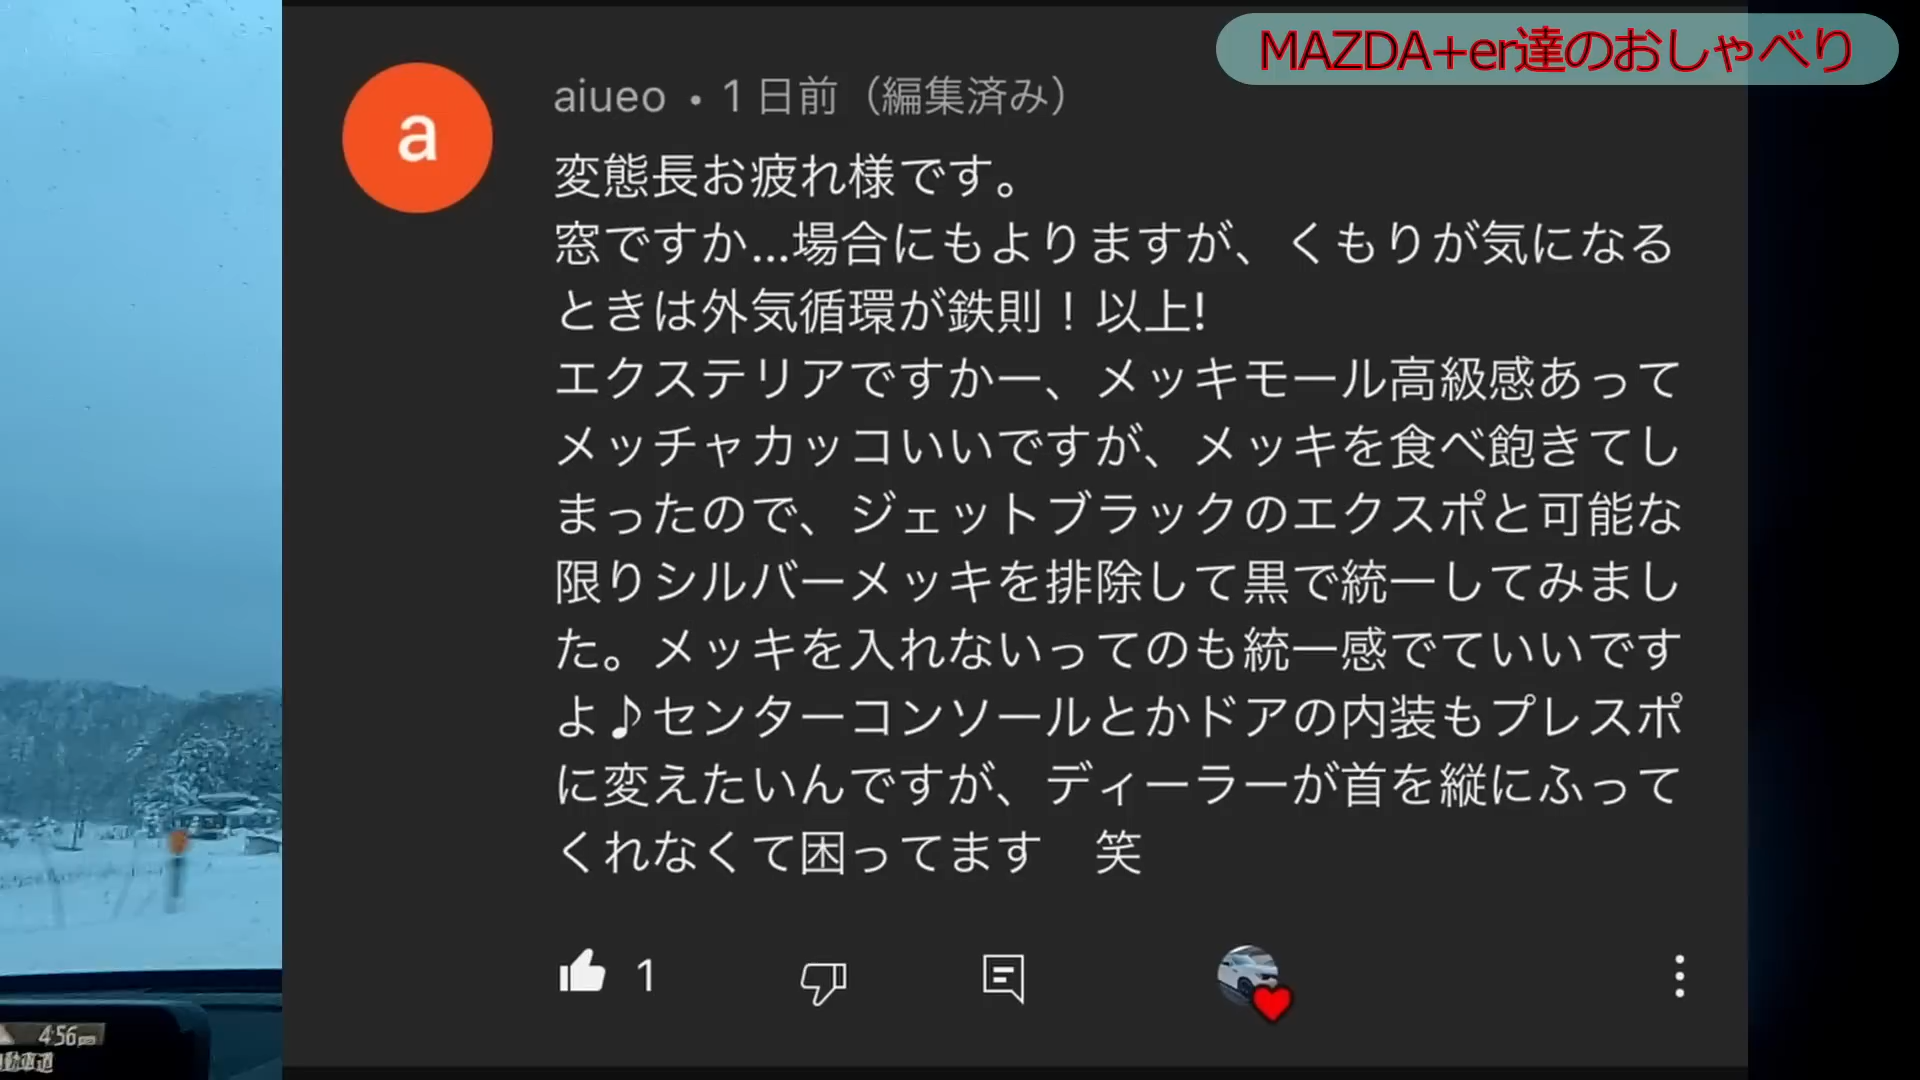 MAZDA+er達のおしゃべり
a
aiueo • 1 日前（編集済み）
変態長お疲れ様です。
窓ですか...場合にもよりますが、くもりが気になる
ときは外気循環が鉄則！以上!
エクステリアですかー、メッキモール高級感あって
メッチャカッコいいですが、メッキを食べ飽きてし
まったので、ジェットブラックのエクスポと可能な
限りシルバーメッキを排除して黒で統一してみまし
た。メッキを入れないってのも統一感でていいです
よ♪センターコンソールとかドアの内装もプレスポ
に変えたいんですが、ディーラーが首を縦にふって
くれなくて困ってます　笑
1
4:56pm